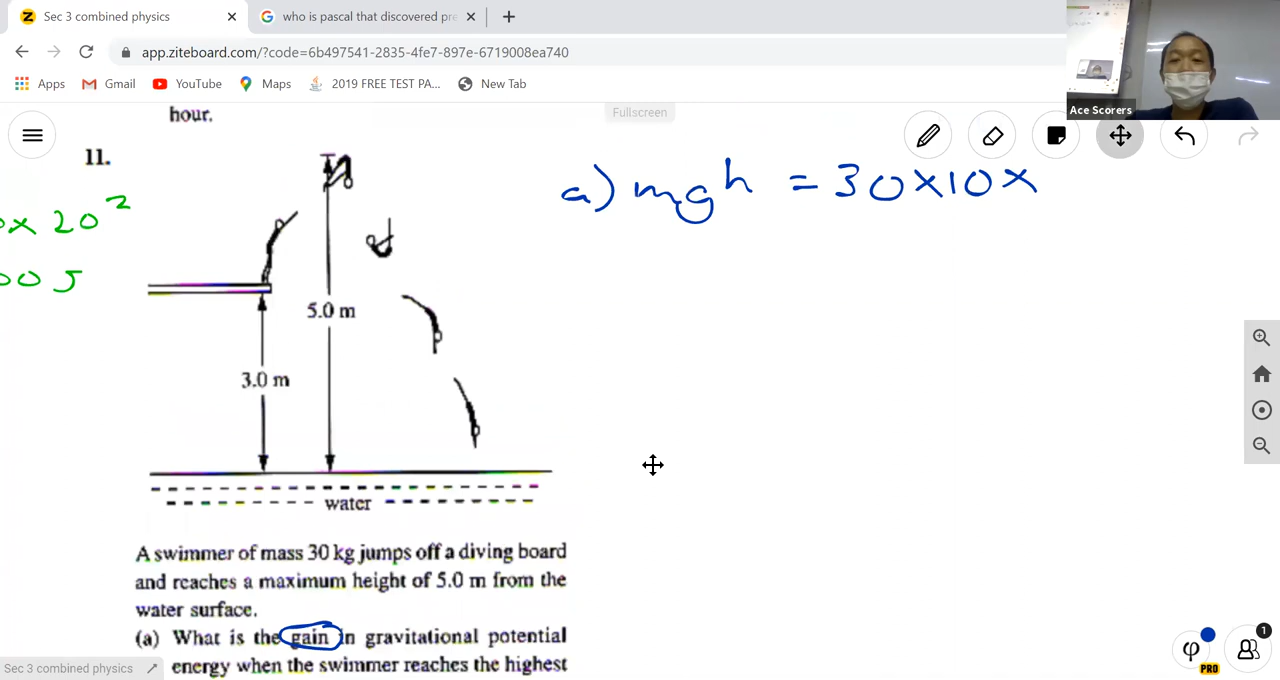 Sec 3 combined physics
who is pascal that discovered pre
app.ziteboard.com/?code=6b497541-2835-4fe7-897e-6719008ea740
Apps
Gmail
YouTube
Maps
2019 FREE TEST PA...
New Tab
Ace Scorers
Fullscreen
hour.
11.
a) mgh = 30x10x
x 20²
00J
5.0 m
3.0 m
water
A swimmer of mass 30 kg jumps off a diving board
and reaches a maximum height of 5.0 m from the
water surface.
(a) What is the gain in gravitational potential
energy when the swimmer reaches the highest
Sec 3 combined physics
φ
PRO
1